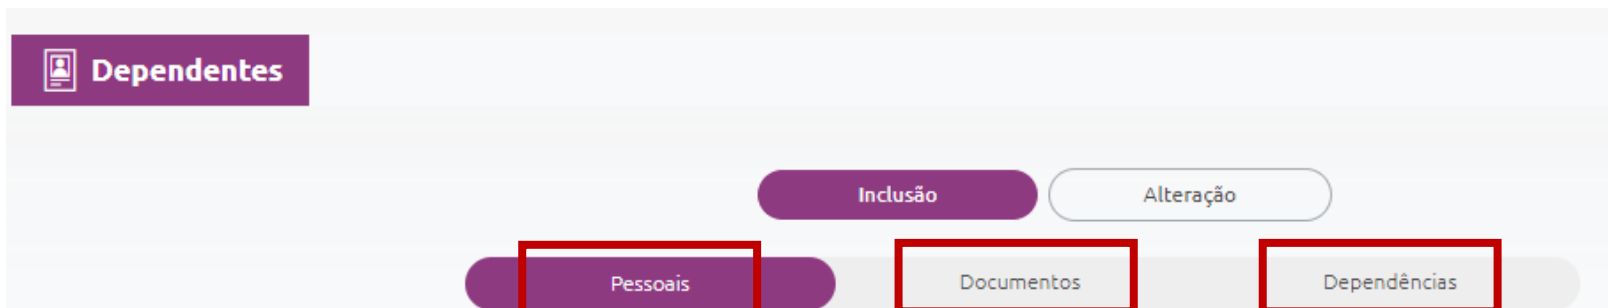 Dependentes
Inclusão Alteração
Pessoais Documentos Dependências